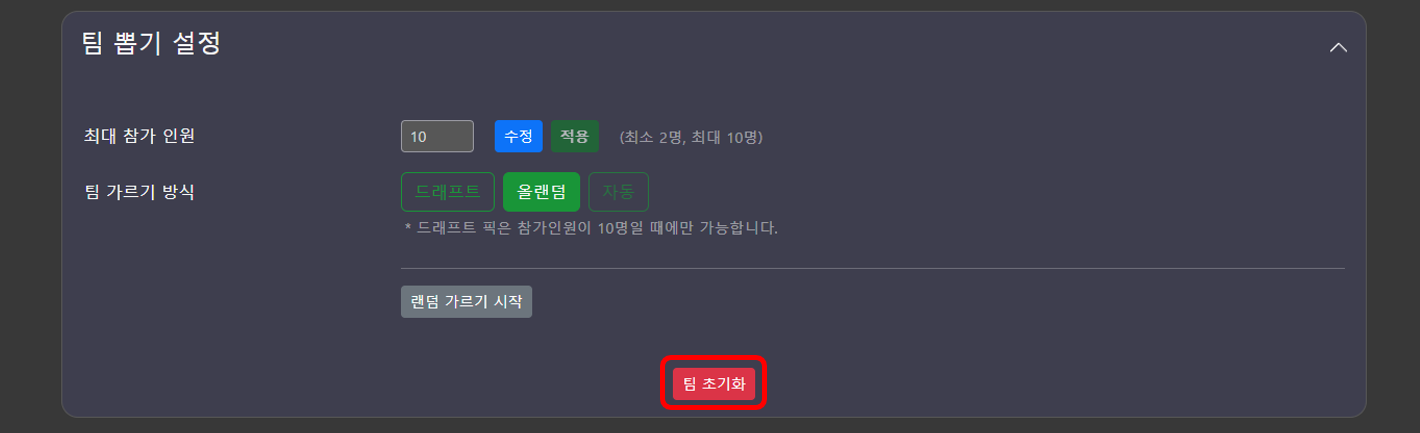 팀 뽑기 설정
최대 참가 인원
10 수정 적용 (최소 2명, 최대 10명)
팀 가르기 방식
드래프트 올랜덤 자동
* 드래프트 픽은 참가인원이 10명일 때에만 가능합니다.
랜덤 가르기 시작
팀 초기화